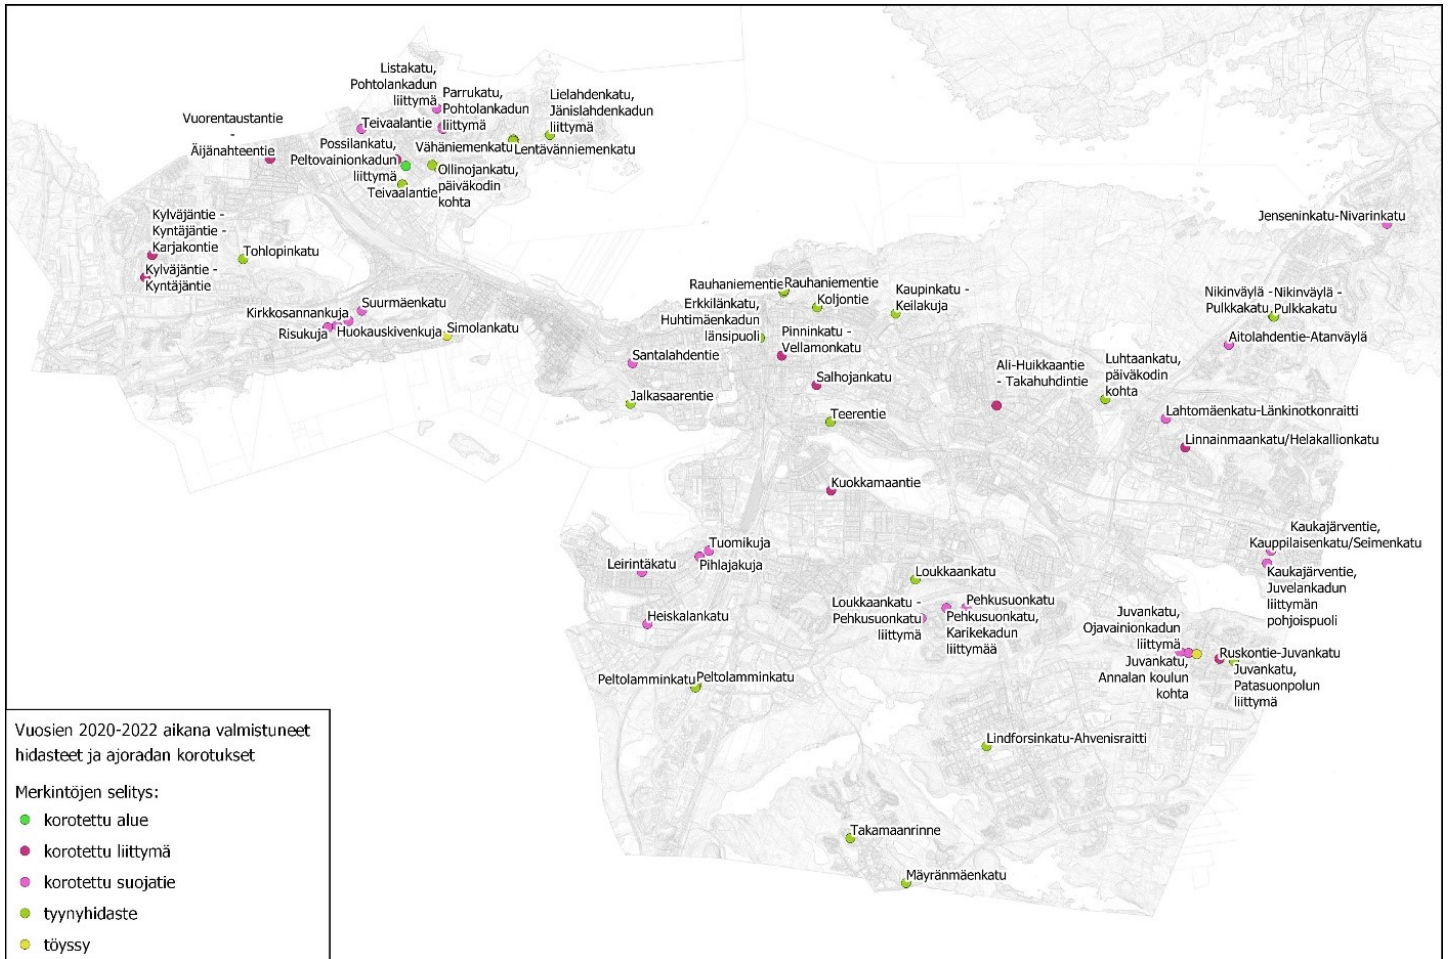 Listakatu,
Pohtolankadun
liittymä
Parrukatu,
Pohtolankadun
liittymä
Lielahdenkatu,
Jänislahdenkadun
liittymä
Vuorentaustantie
-
Äijänahteentie
Teivaalantie
Possilankatu,
Peltovainionkadun
liittymä
Vähäniemenkatu
Lentävänniemenkatu
Ollinojankatu,
päiväkodin
kohta
Teivaalantie
Kylväjäntie -
Kyntäjäntie -
Karjakontie
Tohlopinkatu
Kylväjäntie -
Kyntäjäntie
Jenseninkatu-Nivarinkatu
Suurmäenkatu
Kirkkosannankuja
Risukuja
Huokauskivenkuja
Simolankatu
Rauhaniementie
Rauhaniementie
Koljontie
Kaupinkatu -
Keilakuja
Erkkilänkatu,
Huhtimäenkadun
länsipuoli
Pinninkatu -
Vellamonkatu
Nikinväylä -
Pulkkakatu
Nikinväylä -
Pulkkakatu
Aitolahdentie-Atanväylä
Santalahdentie
Salhojankatu
Ali-Huikkaantie
- Takahuhdintie
Luhtaankatu,
päiväkodin
kohta
Jalkasaarentie
Teerentie
Lahtomäenkatu-Länkinotkonraitti
Linnainmaankatu/Helakallionkatu
Kuokkamaantie
Kaukajärventie,
Kauppilaisenkatu/Seimenkatu
Tuomikuja
Pihlajakuja
Leirintäkatu
Loukkaankatu
Kaukajärventie,
Juvelankadun
liittymän
pohjoispuoli
Heiskalankatu
Loukkaankatu -
Pehkusuonkatu
liittymä
Pehkusuonkatu
Pehkusuonkatu,
Karikekadun
liittymää
Juvankatu,
Ojavainionkadun
liittymä
Juvankatu,
Annalan koulun
kohta
Ruskontie-Juvankatu
Juvankatu,
Patasuonpolun
liittymä
Peltolamminkatu
Peltolamminkatu
Lindforsinkatu-Ahvenisraitti
Takamaanrinne
Mäyränmäenkatu
Vuosien 2020-2022 aikana valmistuneet
hidasteet ja ajoradan korotukset
Merkintöjen selitys:
korotettu alue
korotettu liittymä
korotettu suojatie
tyynyhidaste
töyssy